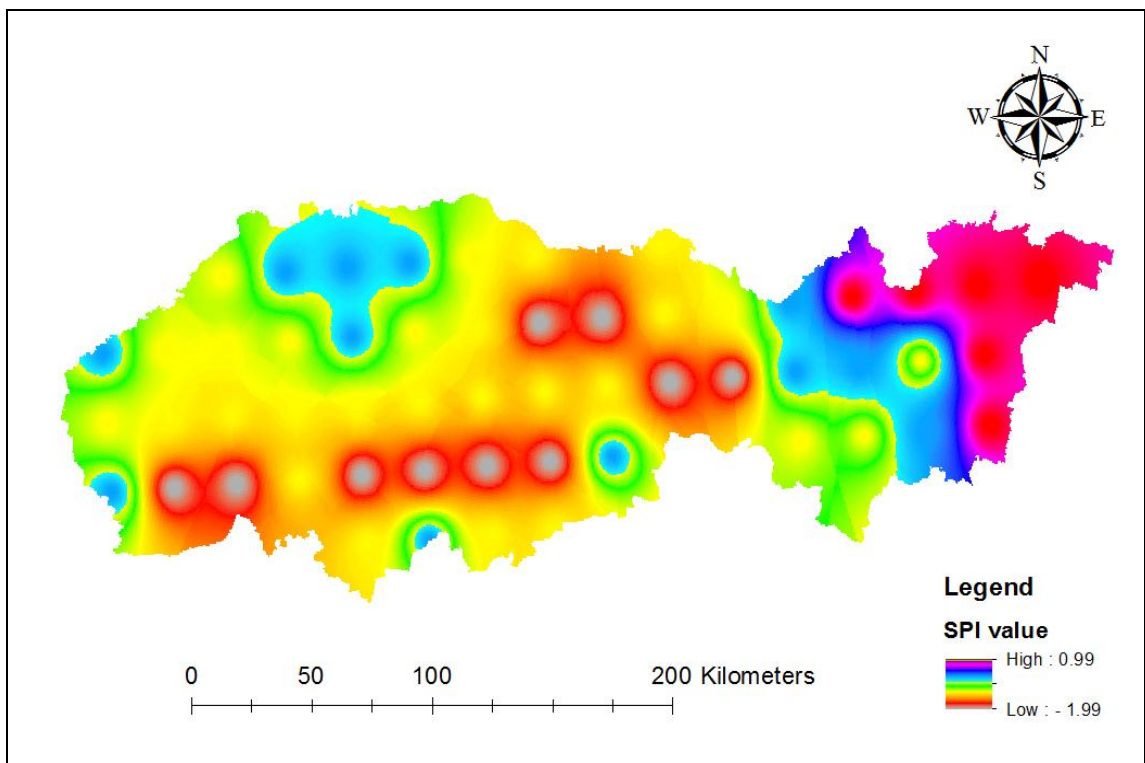 N
W E
S
Legend
SPI value
High : 0.99
Low : - 1.99
0 50 100 200 Kilometers